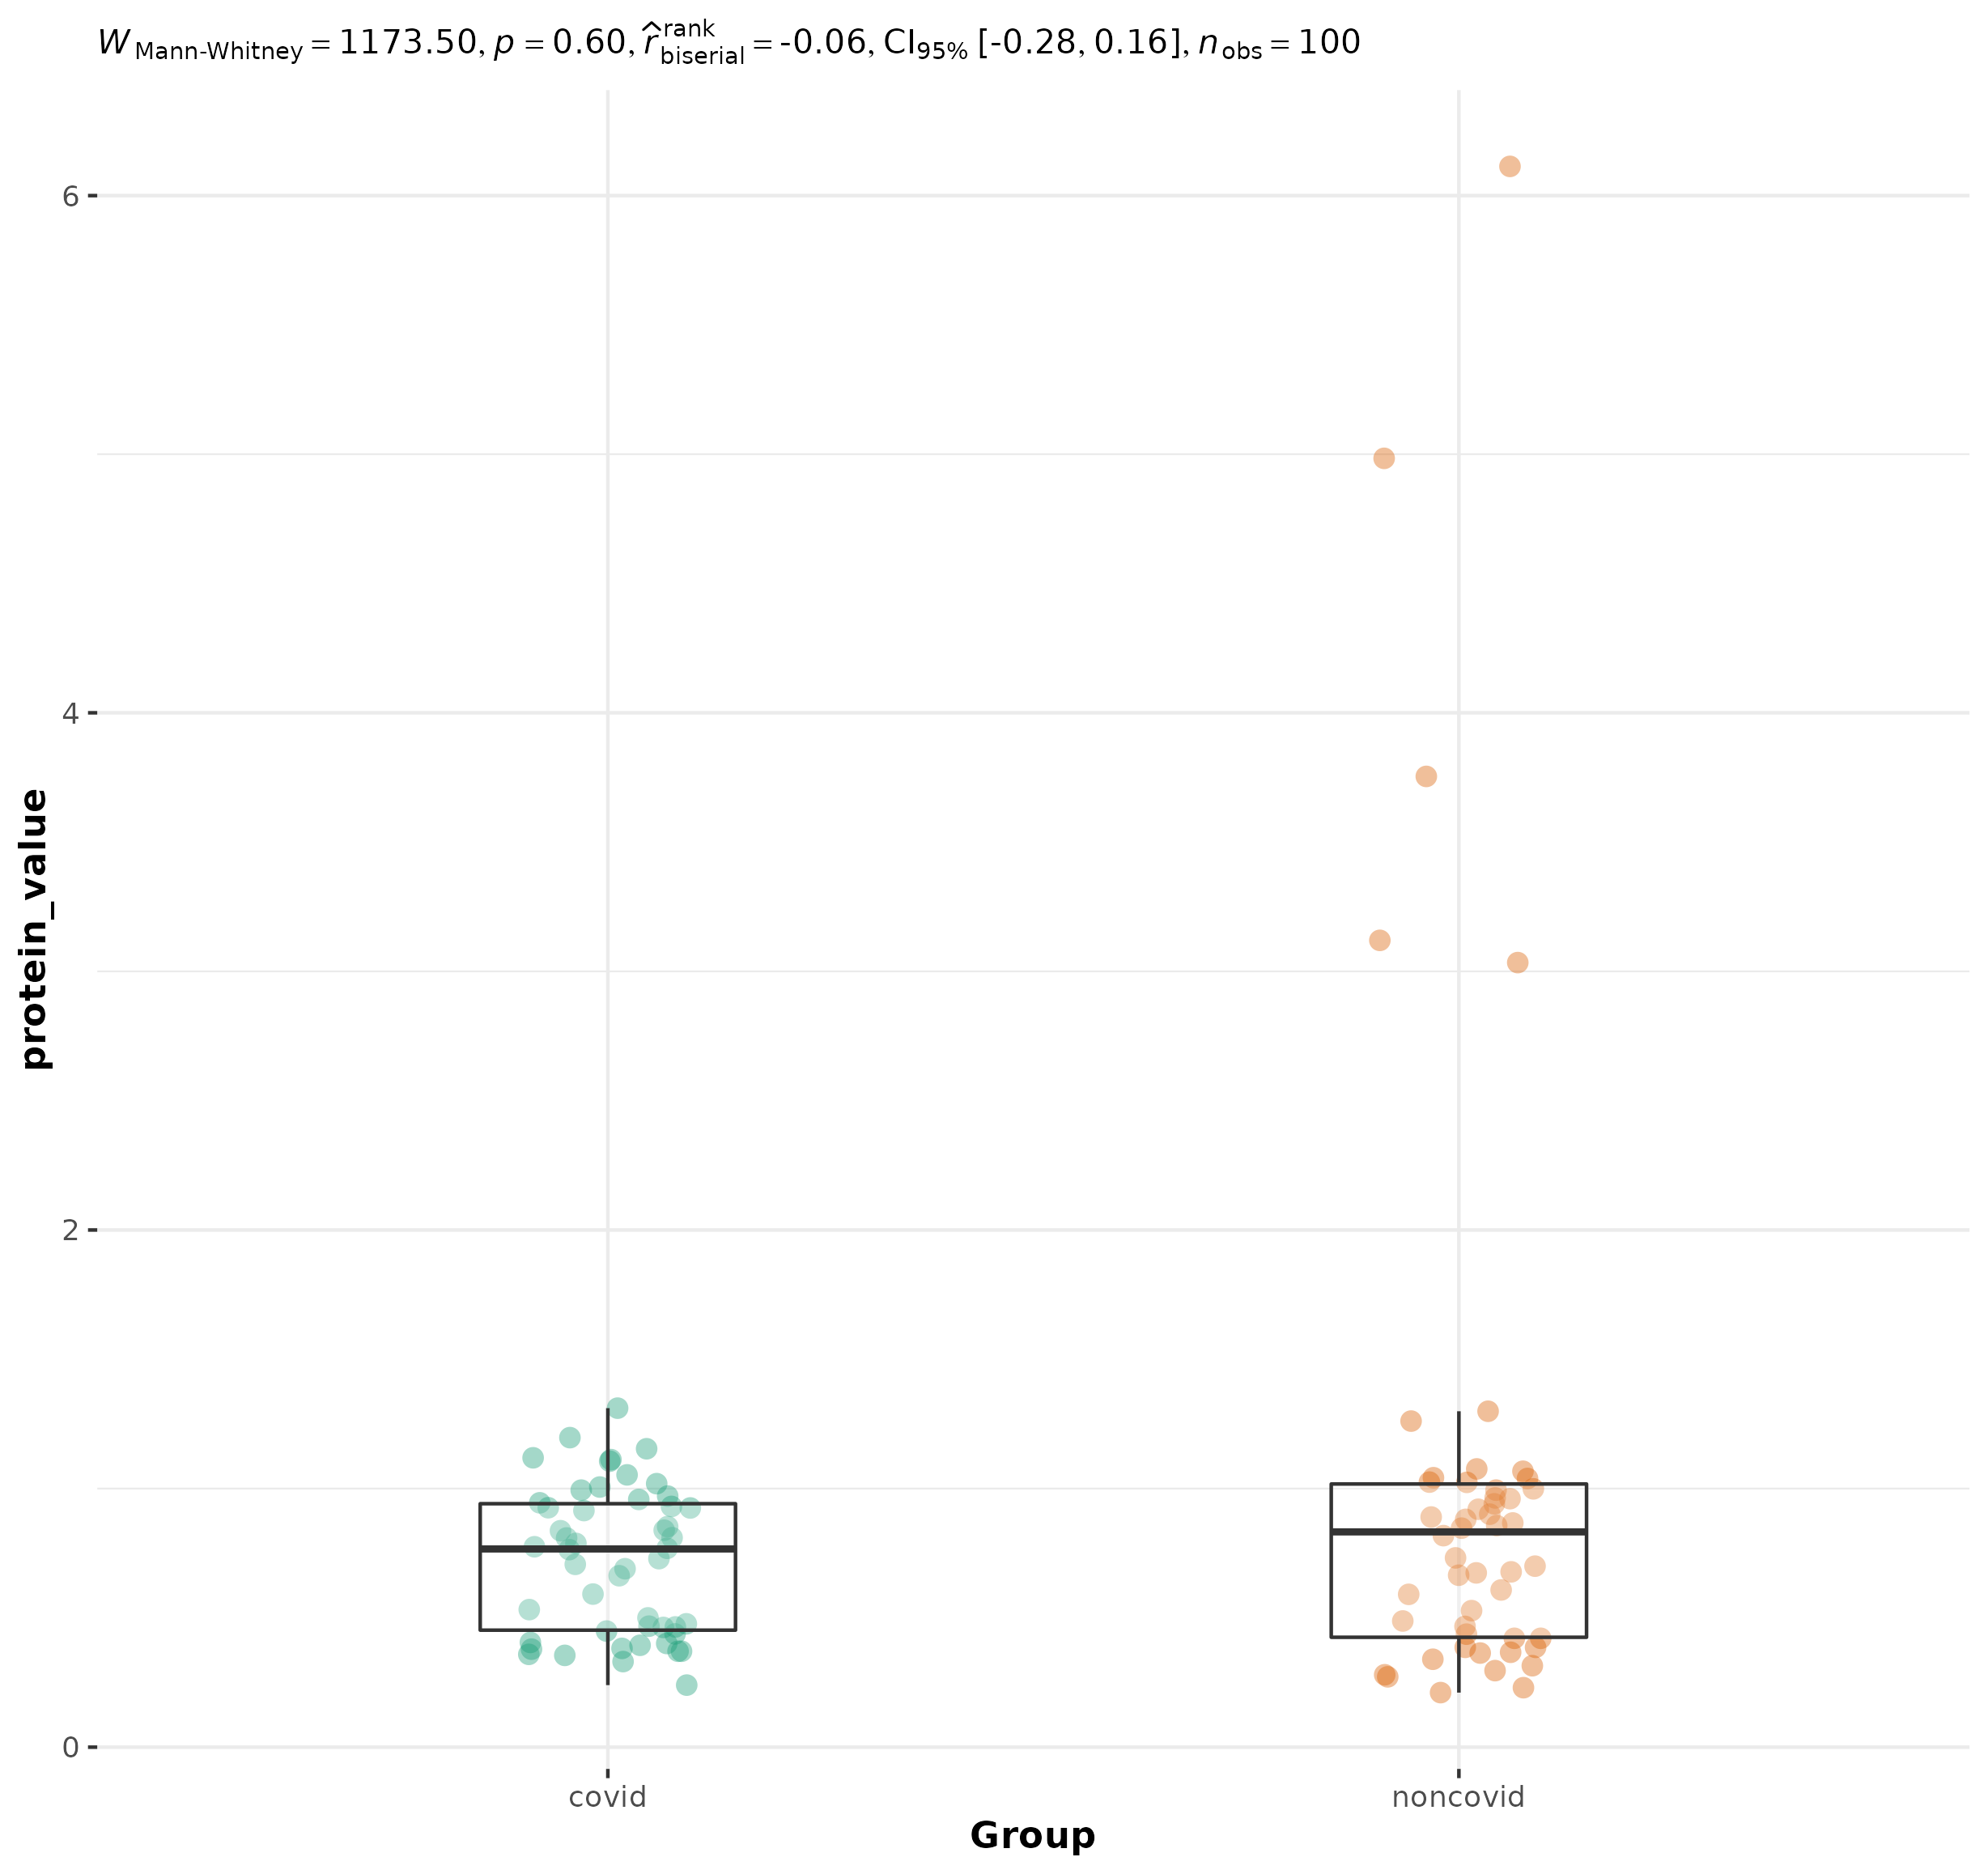 W Mann-Whitney = 1173.50, p = 0.60, r̂ rank biserial = -0.06, CI95% [-0.28, 0.16], nobs = 100
6
4
2
0
protein_value
covid noncovid
Group